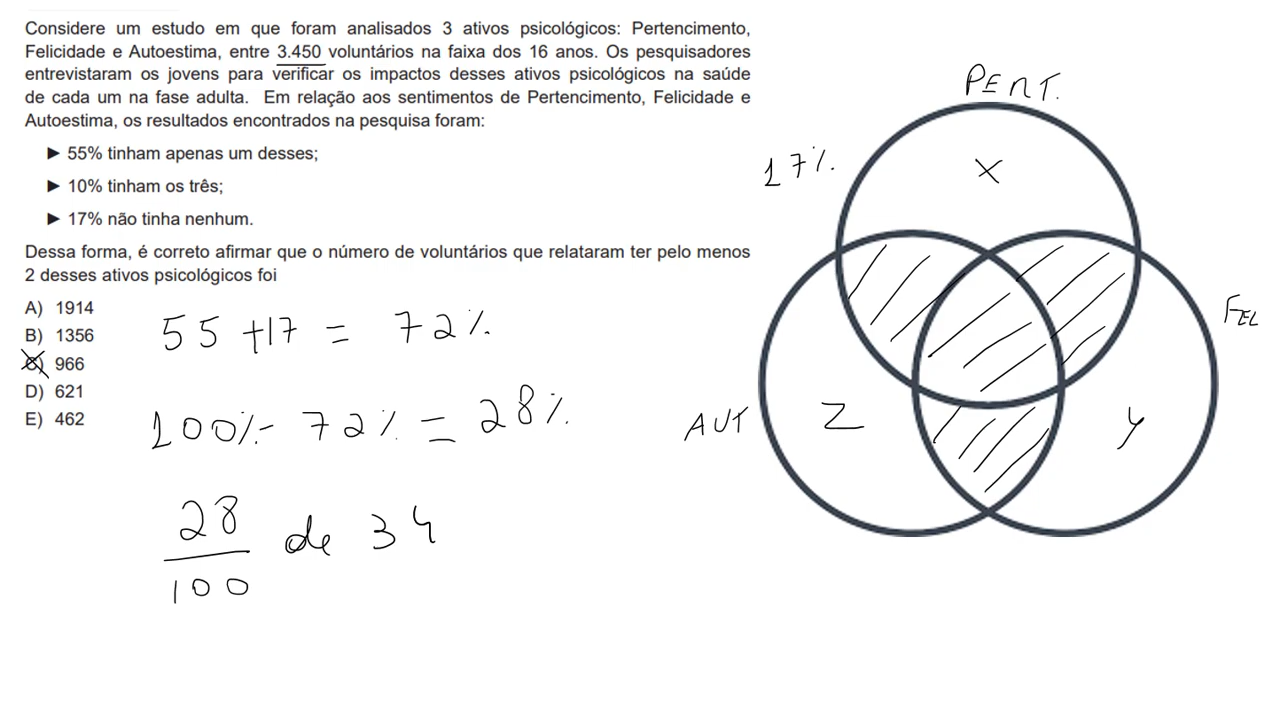 Considere um estudo em que foram analisados 3 ativos psicológicos: Pertencimento,
Felicidade e Autoestima, entre 3.450 voluntários na faixa dos 16 anos. Os pesquisadores
entrevistaram os jovens para verificar os impactos desses ativos psicológicos na saúde
de cada um na fase adulta. Em relação aos sentimentos de Pertencimento, Felicidade e
Autoestima, os resultados encontrados na pesquisa foram:
► 55% tinham apenas um desses;
► 10% tinham os três;
► 17% não tinha nenhum.
Dessa forma, é correto afirmar que o número de voluntários que relataram ter pelo menos
2 desses ativos psicológicos foi
A) 1914
B) 1356
C) 966
D) 621
E) 462
55 + 17 = 72%
100% - 72% = 28%
28
100
de 34
PENT.
17%
X
FEL
AUT
Z
y